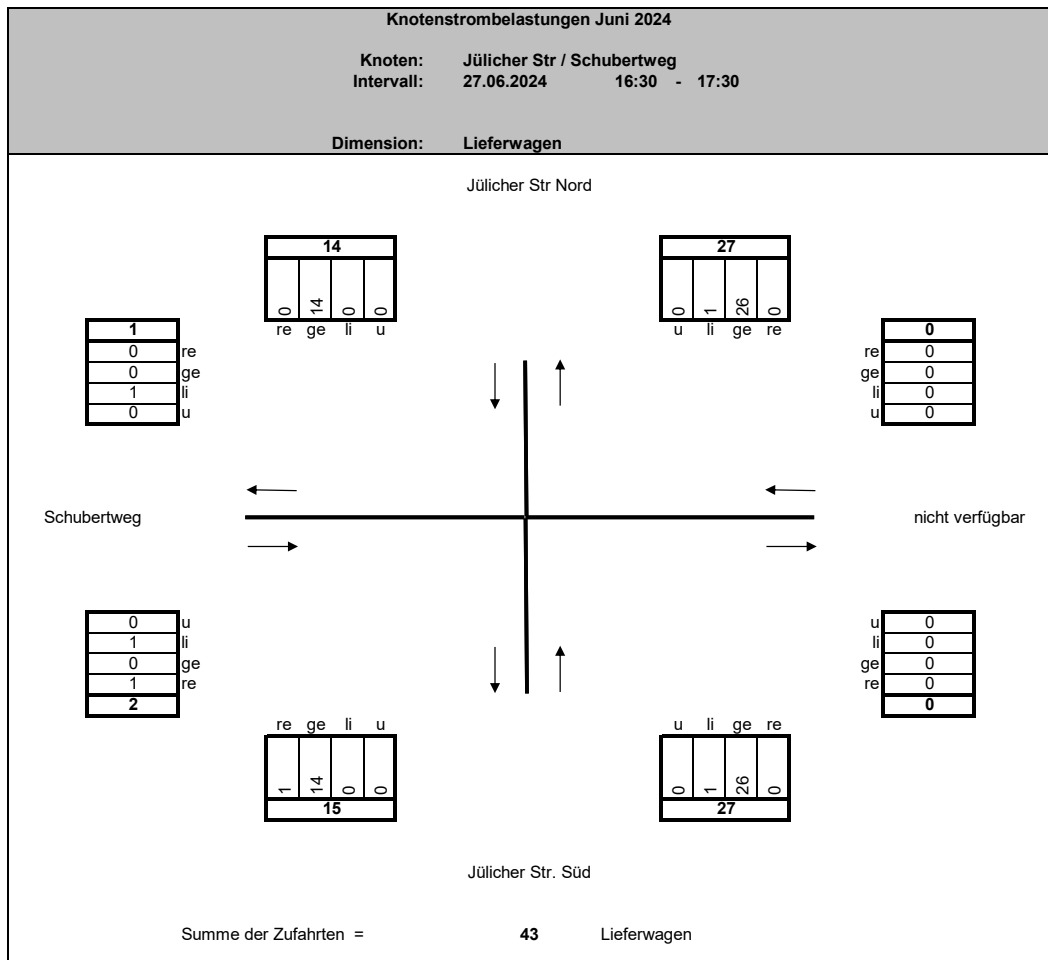 Knotenstrombelastungen Juni 2024
Knoten: Jülicher Str / Schubertweg
Intervall: 27.06.2024 16:30 - 17:30
Dimension: Lieferwagen
Jülicher Str Nord
14
0 14 0 0
re ge li u
27
0 1 26 0
u li ge re
1
0 re
0 ge
1 li
0 u
0
re 0
ge 0
li 0
u 0
Schubertweg
nicht verfügbar
0 u
1 li
0 ge
1 re
2
u 0
li 0
ge 0
re 0
0
re ge li u
1 14 0 0
15
u li ge re
0 1 26 0
27
Jülicher Str. Süd
Summe der Zufahrten = 43 Lieferwagen